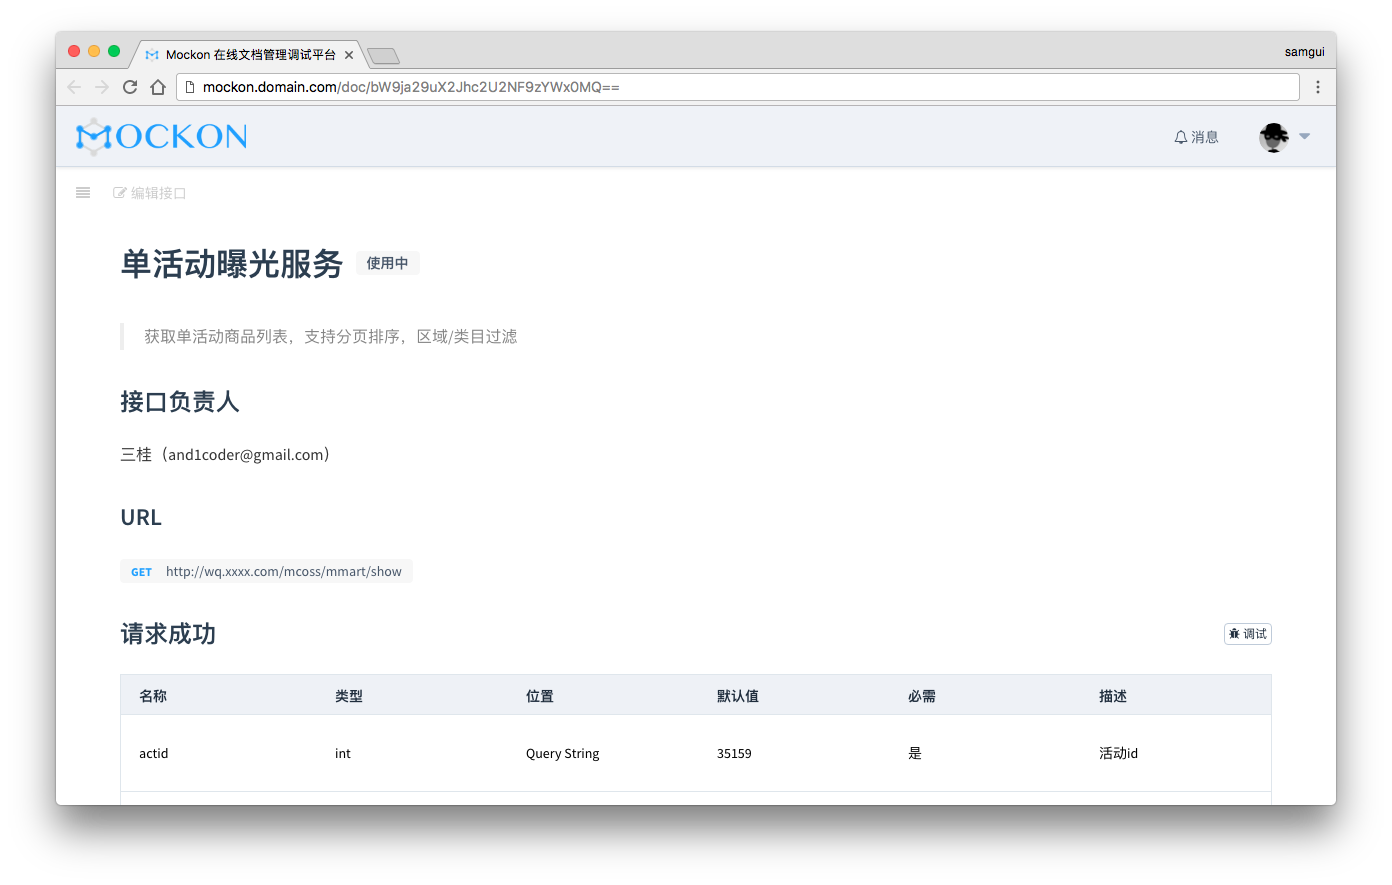 Mockon 在线文档管理调试平台
samgui
mockon.domain.com/doc/bW9ja29uX2Jhc2U2NF9zYWx0MQ==
MOCKON
消息
编辑接口
单活动曝光服务 使用中
获取单活动商品列表，支持分页排序，区域/类目过滤
接口负责人
三桂（and1coder@gmail.com）
URL
GET http://wq.xxxx.com/mcoss/mmart/show
请求成功 调试
名称 类型 位置 默认值 必需 描述
actid int Query String 35159 是 活动id